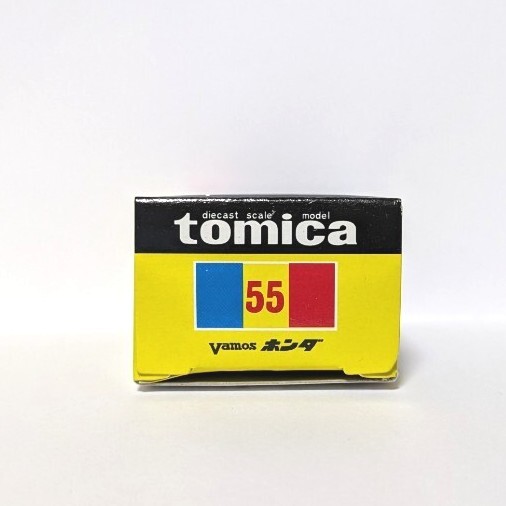 diecast scale model
tomica
55
Vamos ホンダ